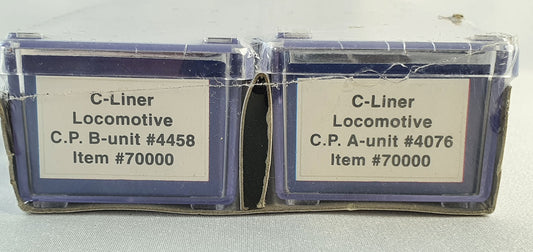 C-Liner
Locomotive
C.P. B-unit #4458
Item #70000
C-Liner
Locomotive
C.P. A-unit #4076
Item #70000